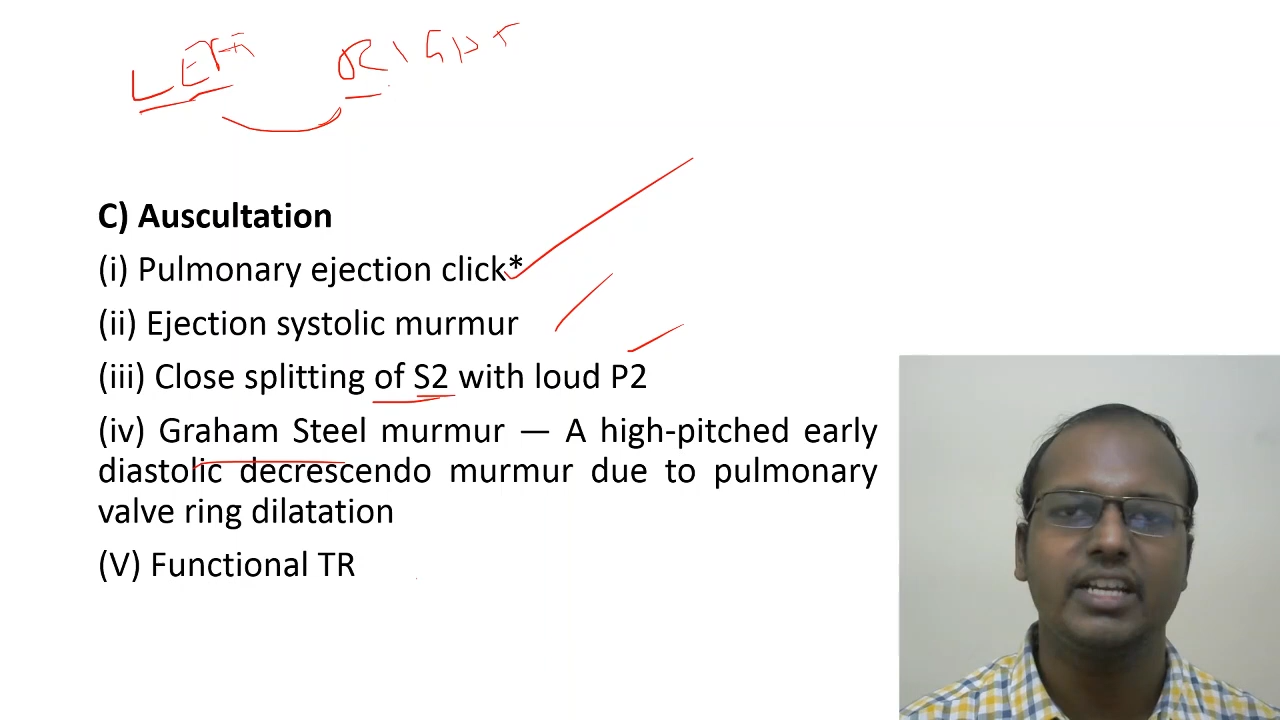 LEFT RIGHT
C) Auscultation
(i) Pulmonary ejection click*
(ii) Ejection systolic murmur
(iii) Close splitting of S2 with loud P2
(iv) Graham Steel murmur — A high-pitched early
diastolic decrescendo murmur due to pulmonary
valve ring dilatation
(V) Functional TR